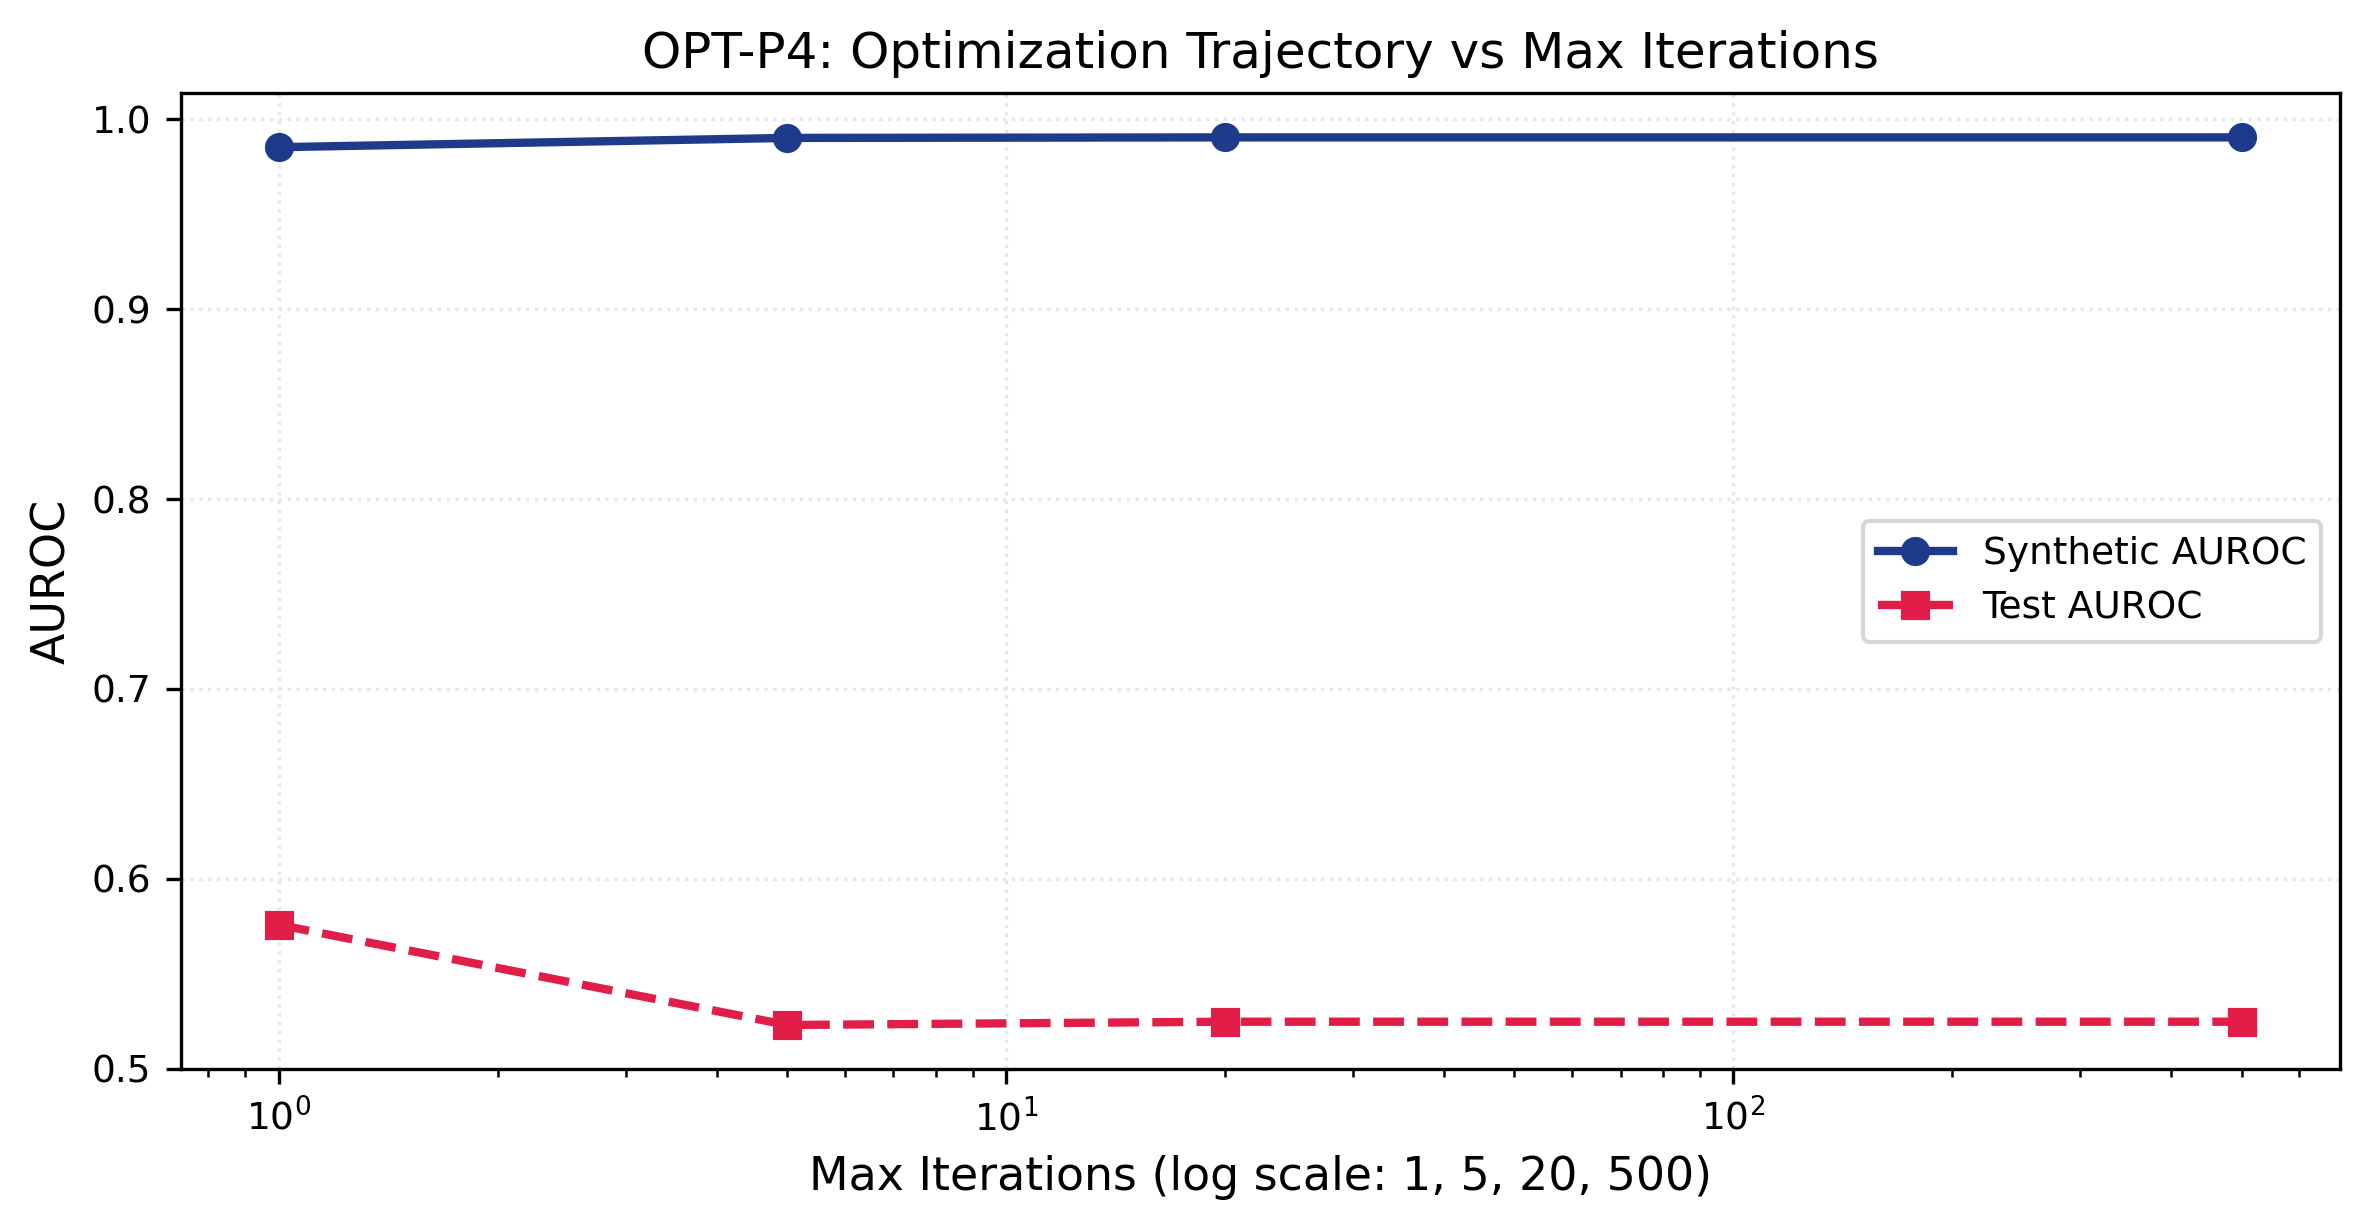 OPT-P4: Optimization Trajectory vs Max Iterations
AUROC
1.0
0.9
0.8
0.7
0.6
0.5
Synthetic AUROC
Test AUROC
10⁰
10¹
10²
Max Iterations (log scale: 1, 5, 20, 500)